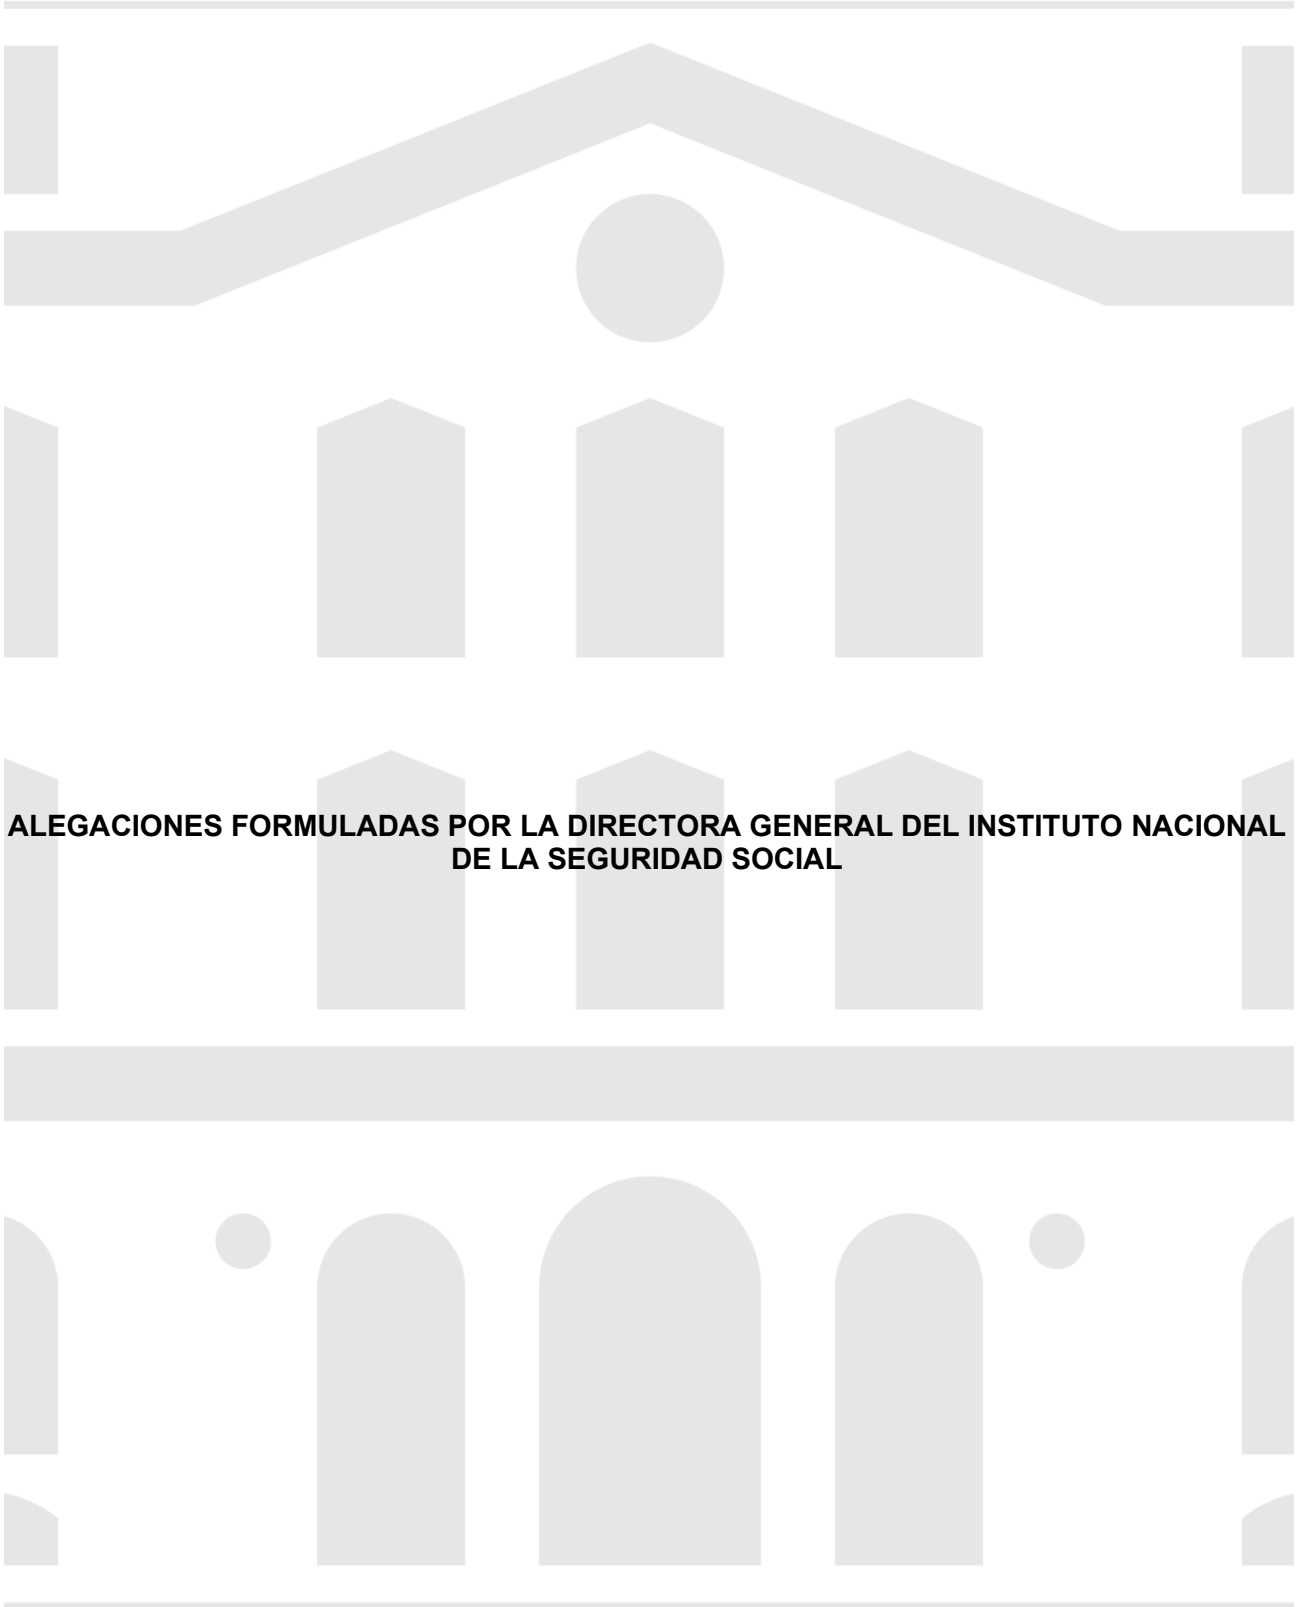 ALEGACIONES FORMULADAS POR LA DIRECTORA GENERAL DEL INSTITUTO NACIONAL
DE LA SEGURIDAD SOCIAL